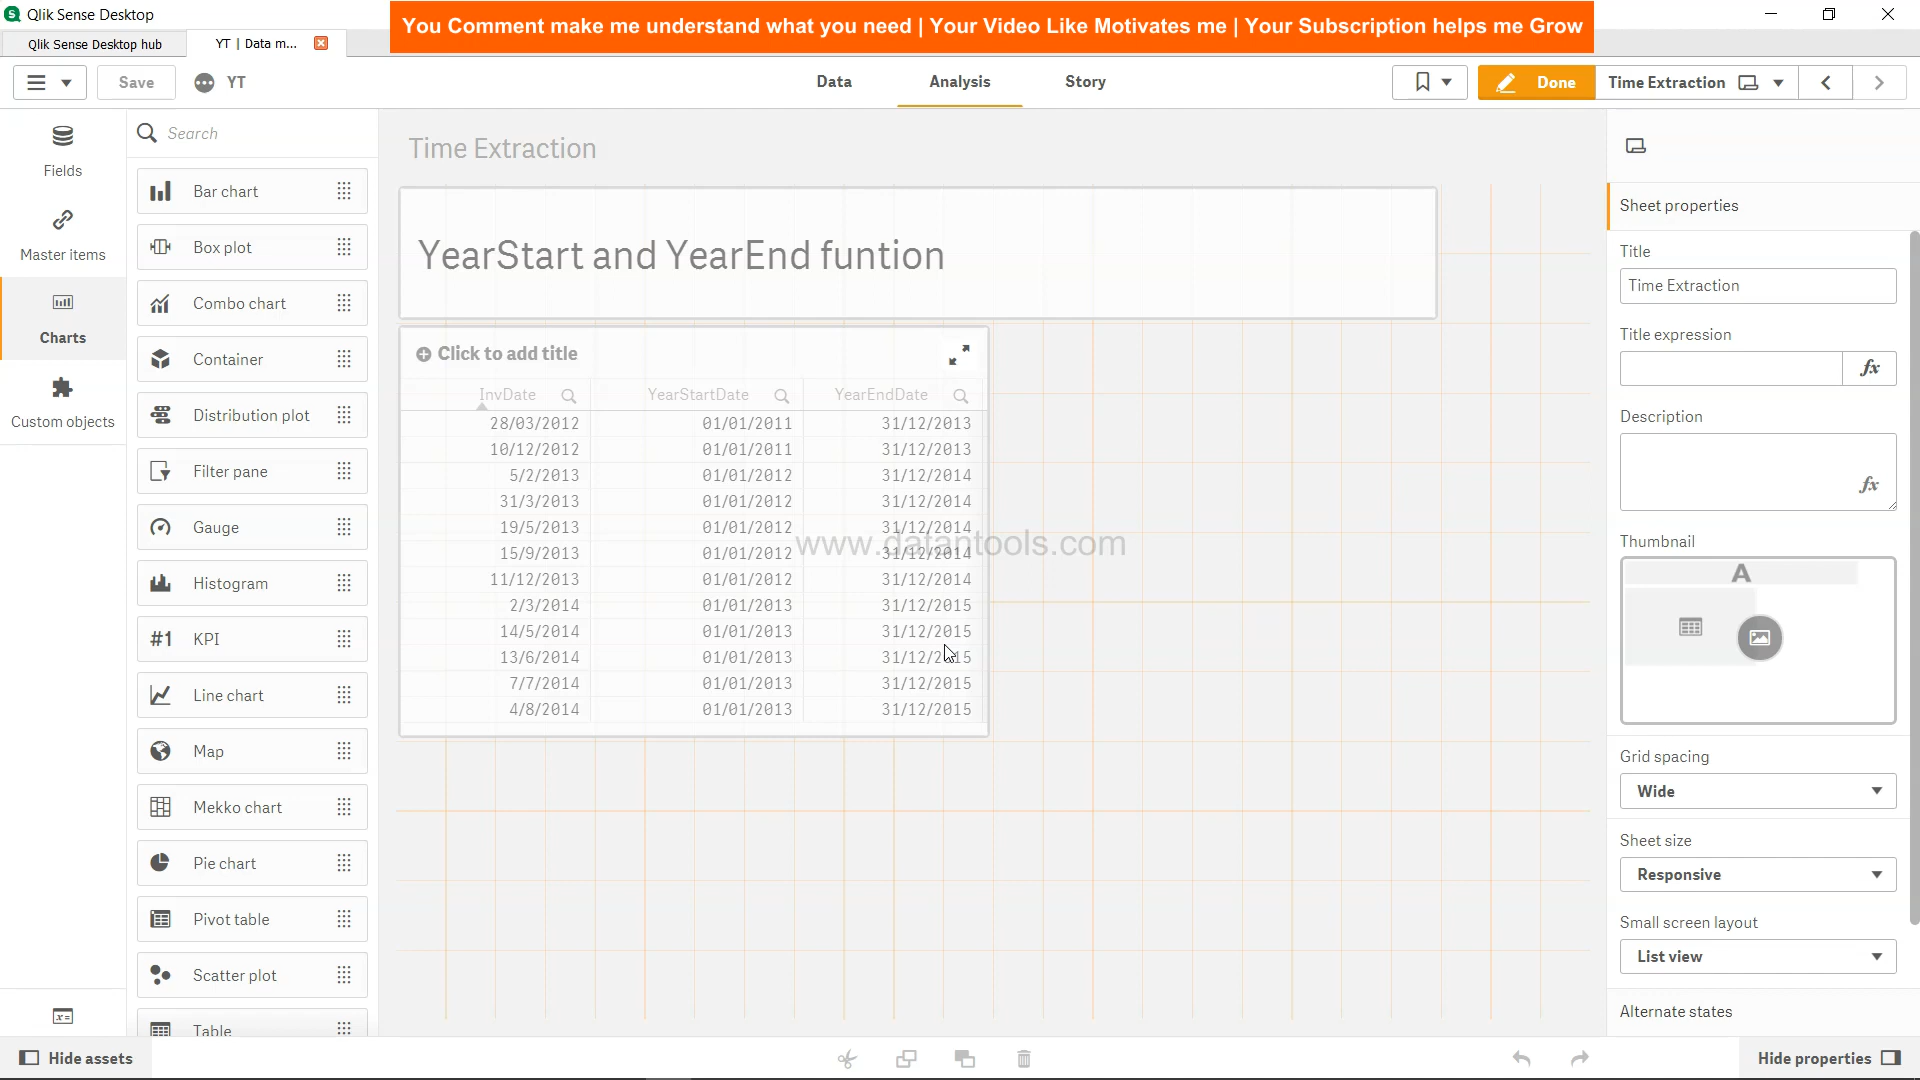 Qlik Sense Desktop
You Comment make me understand what you need | Your Video Like Motivates me | Your Subscription helps me Grow
Qlik Sense Desktop hub
YT | Data m...
Save
YT
Data
Analysis
Story
Done
Time Extraction
Fields
Master items
Charts
Custom objects
Search
Bar chart
Box plot
Combo chart
Container
Distribution plot
Filter pane
Gauge
Histogram
#1 KPI
Line chart
Map
Mekko chart
Pie chart
Pivot table
Scatter plot
Table
Time Extraction
YearStart and YearEnd funtion
Click to add title
InvDate YearStartDate YearEndDate
28/03/2012 01/01/2011 31/12/2013
10/12/2012 01/01/2011 31/12/2013
5/2/2013 01/01/2012 31/12/2014
31/3/2013 01/01/2012 31/12/2014
19/5/2013 01/01/2012 31/12/2014
15/9/2013 01/01/2012 31/12/2014
11/12/2013 01/01/2012 31/12/2014
2/3/2014 01/01/2013 31/12/2015
14/5/2014 01/01/2013 31/12/2015
13/6/2014 01/01/2013 31/12/2015
7/7/2014 01/01/2013 31/12/2015
4/8/2014 01/01/2013 31/12/2015
www.datantools.com
Sheet properties
Title
Time Extraction
Title expression
fx
Description
fx
Thumbnail
A
Grid spacing
Wide
Sheet size
Responsive
Small screen layout
List view
Alternate states
Hide assets
Hide properties